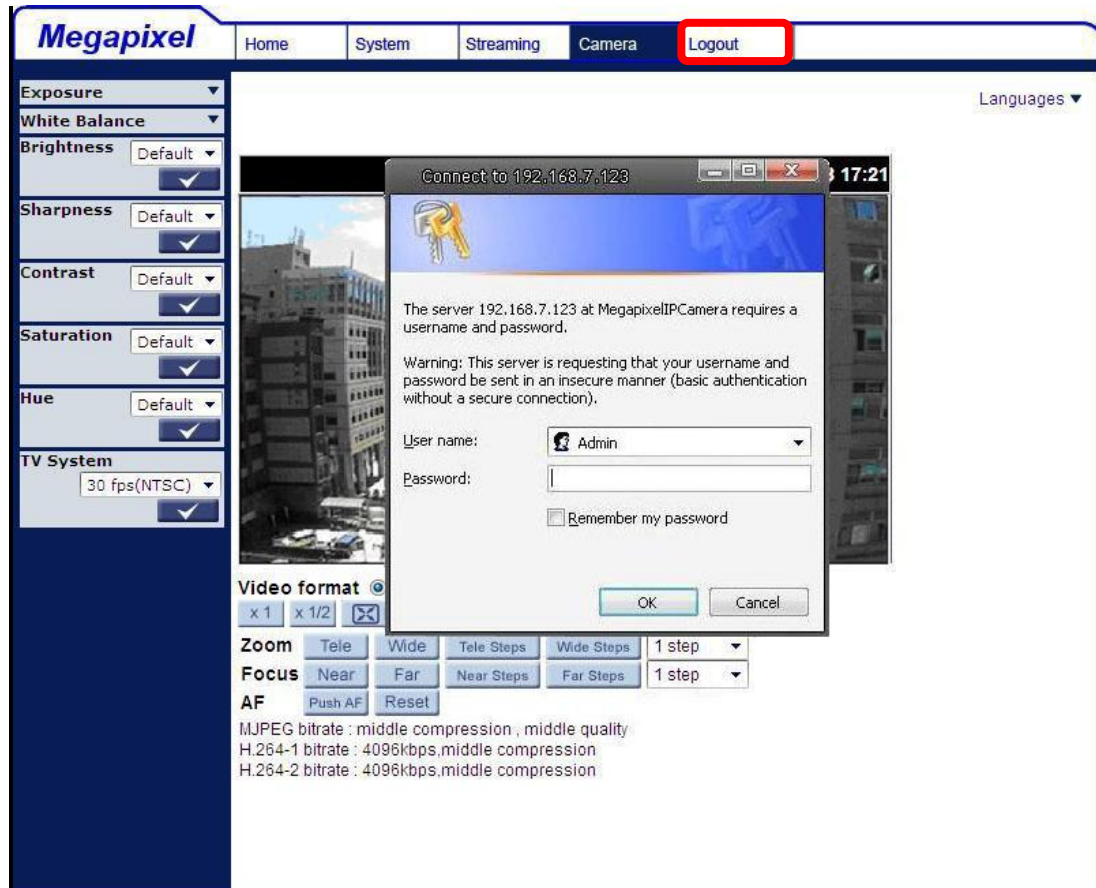 Megapixel
Home System Streaming Camera Logout
Languages
Exposure
White Balance
Brightness Default
Sharpness Default
Contrast Default
Saturation Default
Hue Default
TV System
30 fps(NTSC)
17:21
Connect to 192.168.7.123
The server 192.168.7.123 at MegapixelIPCamera requires a
username and password.
Warning: This server is requesting that your username and
password be sent in an insecure manner (basic authentication
without a secure connection).
User name: Admin
Password:
Remember my password
OK Cancel
Video format
x 1 x 1/2
Zoom Tele Wide Tele Steps Wide Steps 1 step
Focus Near Far Near Steps Far Steps 1 step
AF Push AF Reset
MJPEG bitrate : middle compression , middle quality
H.264-1 bitrate : 4096kbps,middle compression
H.264-2 bitrate : 4096kbps,middle compression